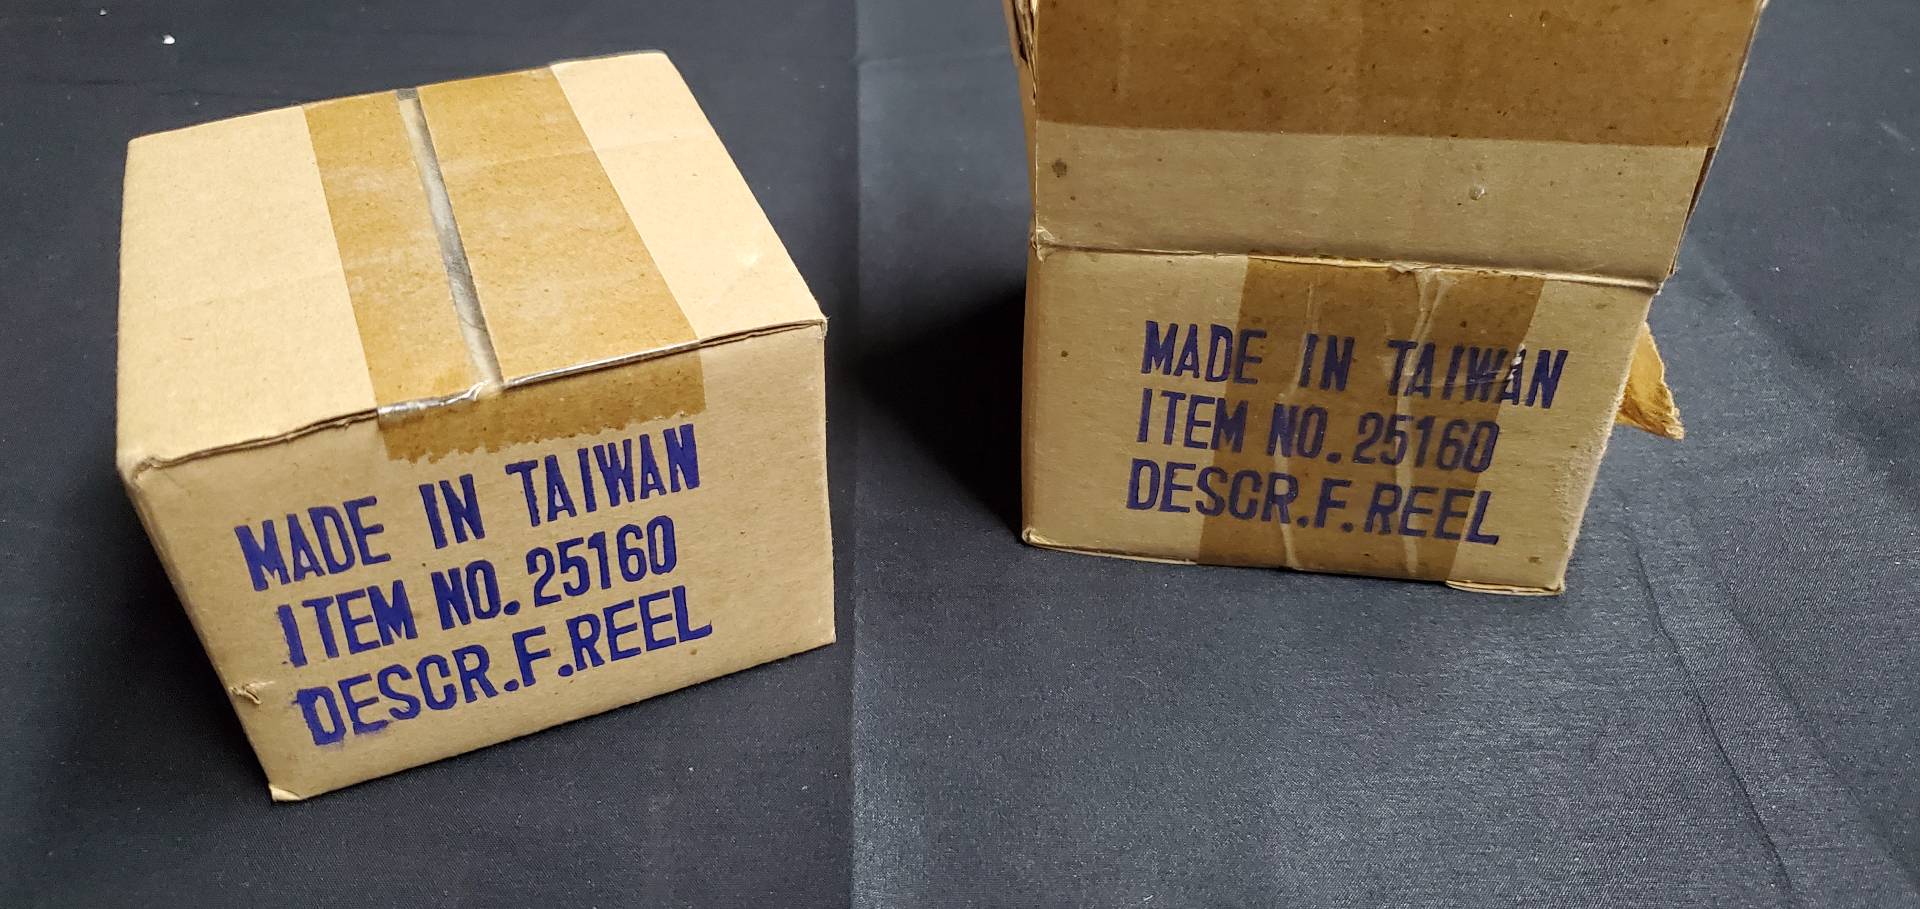 MADE IN TAIWAN
ITEM NO. 25160
DESCR.F.REEL
MADE IN TAIWAN
ITEM NO. 25160
DESCR.F.REEL